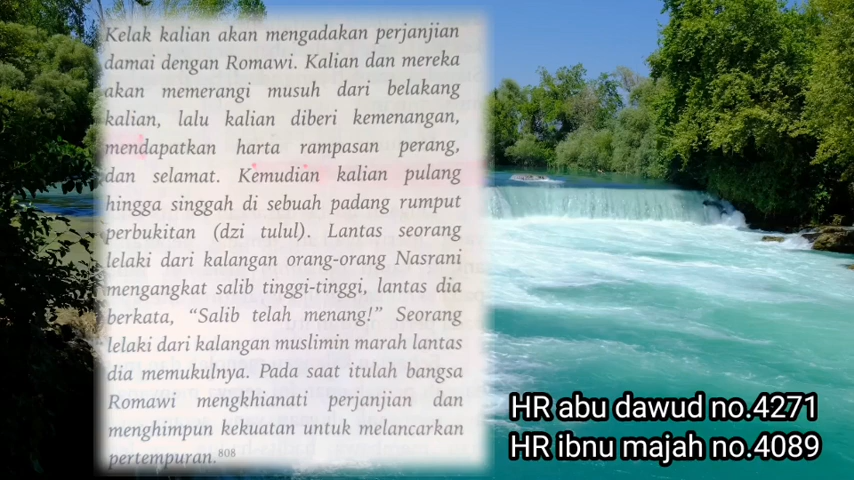 Kelak kalian akan mengadakan perjanjian
damai dengan Romawi. Kalian dan mereka
akan memerangi musuh dari belakang
kalian, lalu kalian diberi kemenangan,
mendapatkan harta rampasan perang,
dan selamat. Kemudian kalian pulang
hingga singgah di sebuah padang rumput
perbukitan (dzi tulul). Lantas seorang
lelaki dari kalangan orang-orang Nasrani
mengangkat salib tinggi-tinggi, lantas dia
berkata, “Salib telah menang!” Seorang
lelaki dari kalangan muslimin marah lantas
dia memukulnya. Pada saat itulah bangsa
Romawi mengkhianati perjanjian dan
menghimpun kekuatan untuk melancarkan
pertempuran.808
HR abu dawud no.4271
HR ibnu majah no.4089